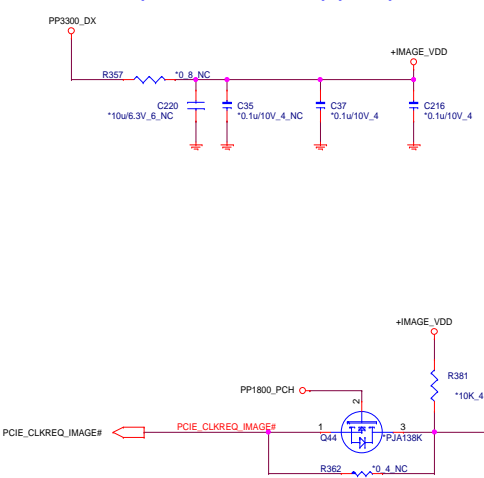 PP3300_DX
+IMAGE_VDD
R357
*0_8_NC
C220
*10u/6.3V_6_NC
C35
*0.1u/10V_4_NC
C37
*0.1u/10V_4
C216
*0.1u/10V_4
+IMAGE_VDD
R381
*10K_4
PP1800_PCH
2
PCIE_CLKREQ_IMAGE#
PCIE_CLKREQ_IMAGE#
1
3
Q44
*PJA138K
R362
*0_4_NC